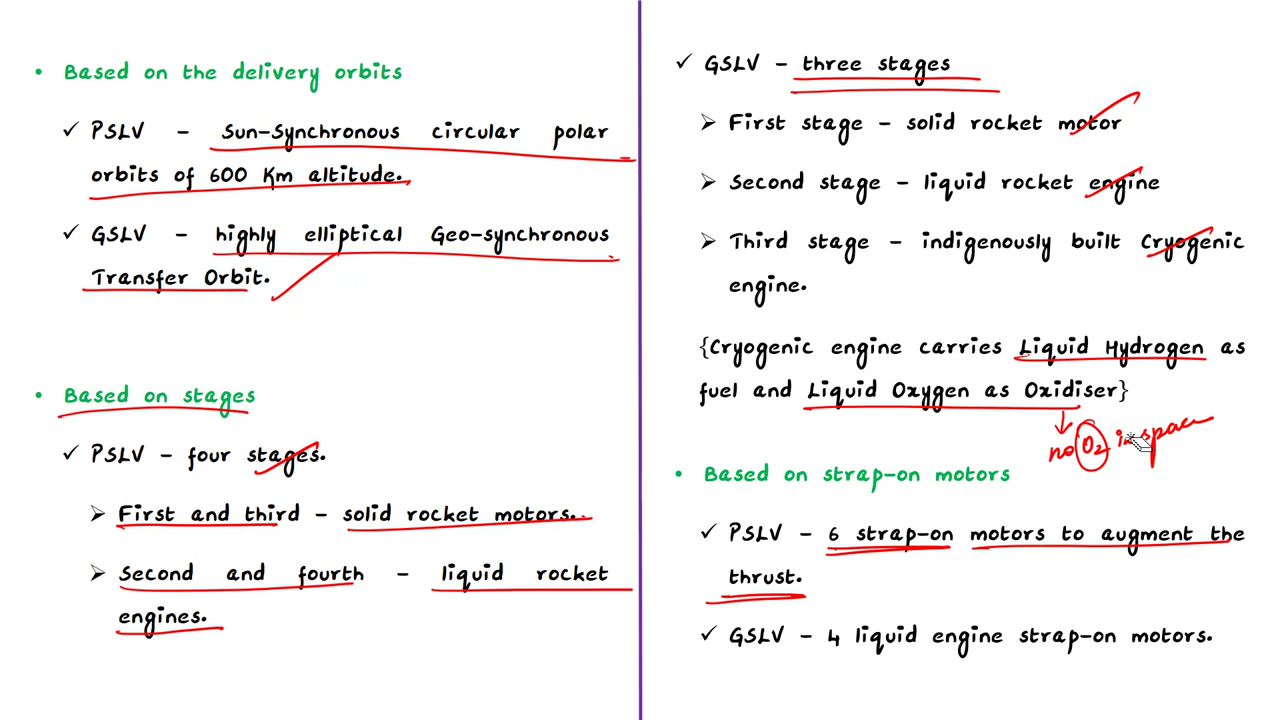 • Based on the delivery orbits
✓ PSLV – Sun-Synchronous circular polar
orbits of 600 Km altitude.
✓ GSLV – highly elliptical Geo-synchronous
Transfer Orbit.
• Based on stages
✓ PSLV – four stages.
➢ First and third – solid rocket motors.
➢ Second and fourth – liquid rocket
engines.
✓ GSLV – three stages
➢ First stage – solid rocket motor
➢ Second stage – liquid rocket engine
➢ Third stage – indigenously built Cryogenic
engine.
{Cryogenic engine carries Liquid Hydrogen as
fuel and Liquid Oxygen as Oxidiser}
no O2 in space
• Based on strap-on motors
✓ PSLV – 6 strap-on motors to augment the
thrust.
✓ GSLV – 4 liquid engine strap-on motors.